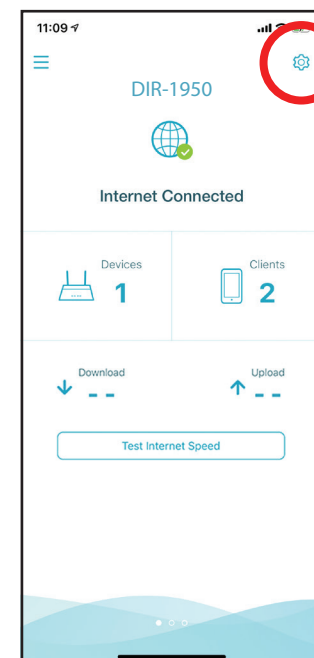 11:09
DIR-1950
Internet Connected
Devices
1
Clients
2
Download
--
Upload
--
Test Internet Speed